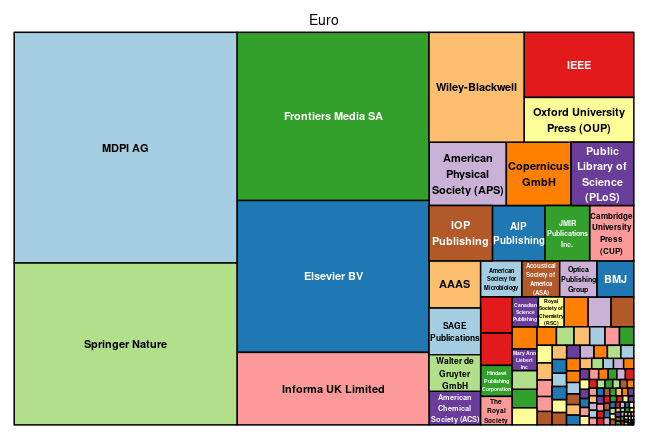 Euro
MDPI AG
Springer Nature
Frontiers Media SA
Elsevier BV
Informa UK Limited
Wiley-Blackwell
IEEE
Oxford University
Press (OUP)
American
Physical
Society (APS)
Copernicus
GmbH
Public
Library of
Science
(PLoS)
IOP
Publishing
AIP
Publishing
JMIR
Publications
Inc.
Cambridge
University
Press
(CUP)
AAAS
American
Society for
Microbiology
Acoustical
Society of
America
(ASA)
Optica
Publishing
Group
BMJ
SAGE
Publications
Walter de
Gruyter
GmbH
American
Chemical
Society (ACS)
Hindawi
Publishing
Corporation
The
Royal
Society
Canadian
Science
Publishing
Royal
Society of
Chemistry
(RSC)
Mary Ann
Liebert
Inc